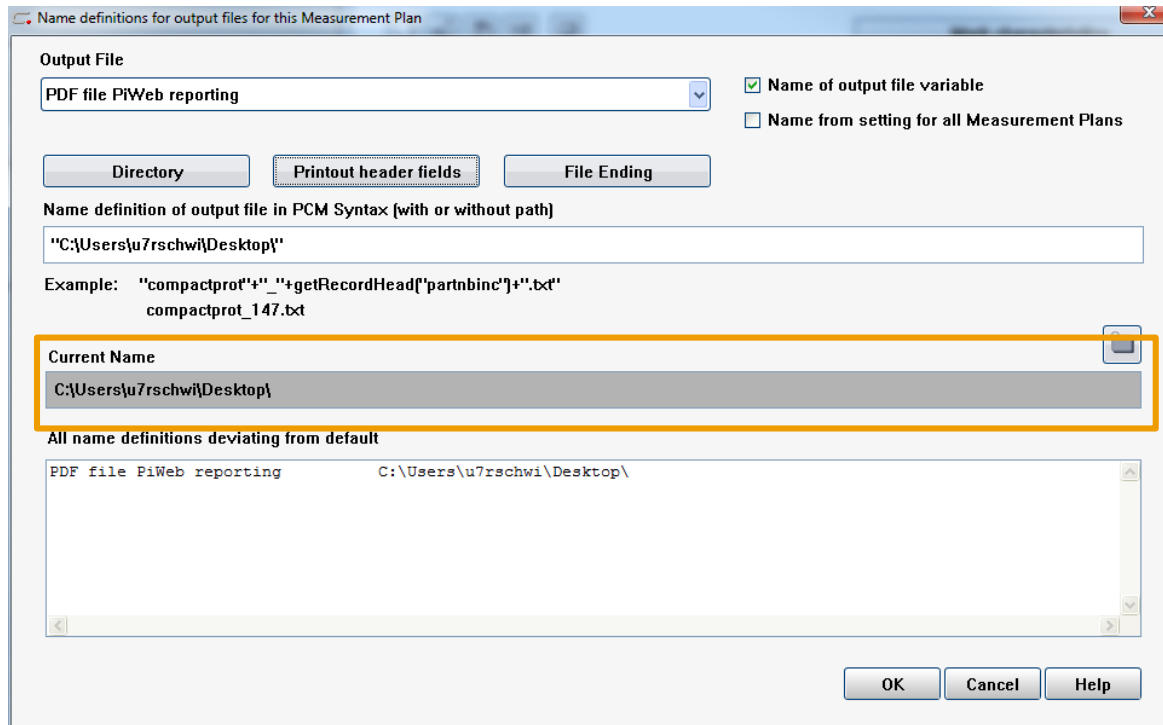 Name definitions for output files for this Measurement Plan
Output File
PDF file PiWeb reporting
Name of output file variable
Name from setting for all Measurement Plans
Directory
Printout header fields
File Ending
Name definition of output file in PCM Syntax (with or without path)
"C:\Users\u7rschwi\Desktop\"
Example: "compactprot"+"_"+getRecordHead("partnbinc")+".txt"
compactprot_147.txt
Current Name
C:\Users\u7rschwi\Desktop\
All name definitions deviating from default
PDF file PiWeb reporting C:\Users\u7rschwi\Desktop\
OK
Cancel
Help